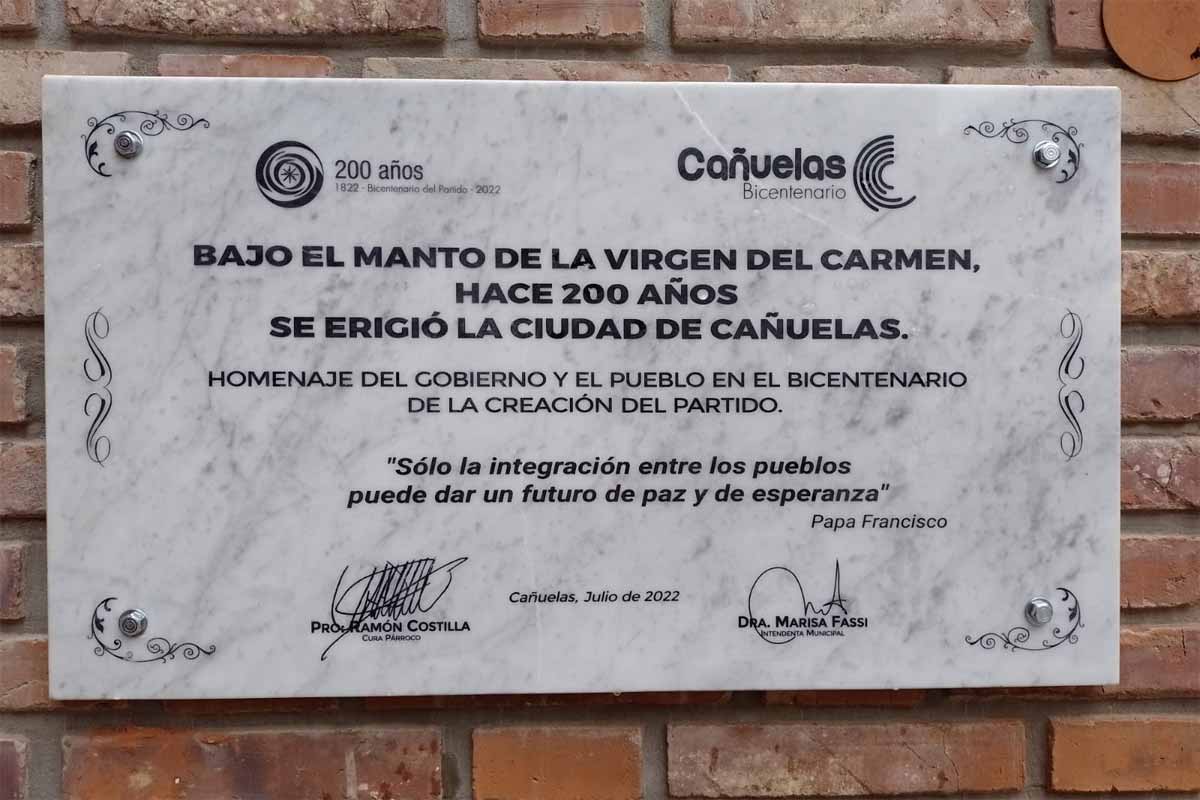 200 años
1822 - Bicentenario del Partido - 2022
Cañuelas
Bicentenario
BAJO EL MANTO DE LA VIRGEN DEL CARMEN,
HACE 200 AÑOS
SE ERIGIÓ LA CIUDAD DE CAÑUELAS.
HOMENAJE DEL GOBIERNO Y EL PUEBLO EN EL BICENTENARIO
DE LA CREACIÓN DEL PARTIDO.
"Sólo la integración entre los pueblos
puede dar un futuro de paz y de esperanza"
Papa Francisco
Cañuelas, Julio de 2022
PRO. RAMÓN COSTILLA
CURA PÁRROCO
DRA. MARISA FASSI
INTENDENTA MUNICIPAL